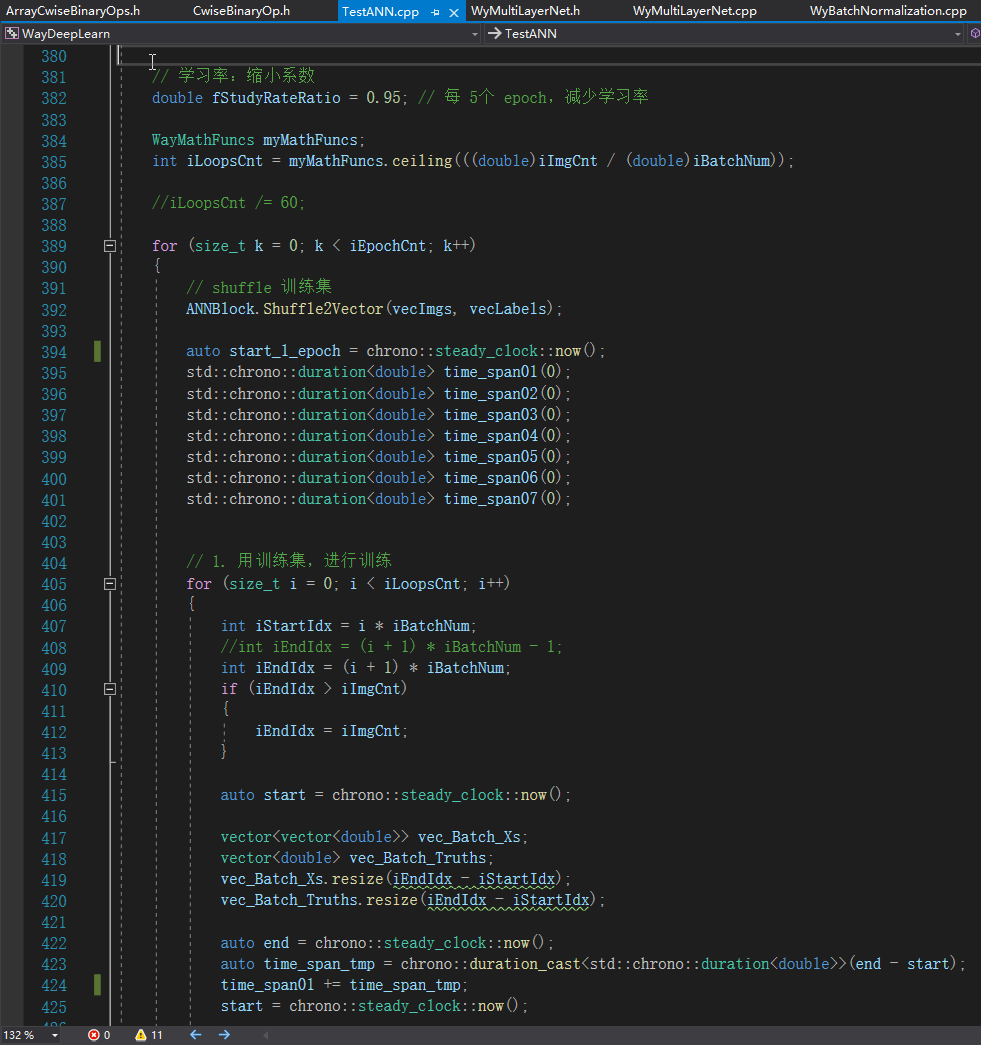 ArrayCwiseBinaryOps.h CwiseBinaryOp.h TestANN.cpp WyMultiLayerNet.h WyMultiLayerNet.cpp WyBatchNormalization.cpp
WayDeepLearn TestANN
380
381 // 学习率：缩小系数
382 double fStudyRateRatio = 0.95; // 每 5个 epoch，减少学习率
383
384 WayMathFuncs myMathFuncs;
385 int iLoopsCnt = myMathFuncs.ceiling(((double)iImgCnt / (double)iBatchNum));
386
387 //iLoopsCnt /= 60;
388
389 for (size_t k = 0; k < iEpochCnt; k++)
390 {
391 // shuffle 训练集
392 ANNBlock.Shuffle2Vector(vecImgs, vecLabels);
393
394 auto start_1_epoch = chrono::steady_clock::now();
395 std::chrono::duration<double> time_span01(0);
396 std::chrono::duration<double> time_span02(0);
397 std::chrono::duration<double> time_span03(0);
398 std::chrono::duration<double> time_span04(0);
399 std::chrono::duration<double> time_span05(0);
400 std::chrono::duration<double> time_span06(0);
401 std::chrono::duration<double> time_span07(0);
402
403
404 // 1. 用训练集，进行训练
405 for (size_t i = 0; i < iLoopsCnt; i++)
406 {
407 int iStartIdx = i * iBatchNum;
408 //int iEndIdx = (i + 1) * iBatchNum - 1;
409 int iEndIdx = (i + 1) * iBatchNum;
410 if (iEndIdx > iImgCnt)
411 {
412 iEndIdx = iImgCnt;
413 }
414
415 auto start = chrono::steady_clock::now();
416
417 vector<vector<double>> vec_Batch_Xs;
418 vector<double> vec_Batch_Truths;
419 vec_Batch_Xs.resize(iEndIdx - iStartIdx);
420 vec_Batch_Truths.resize(iEndIdx - iStartIdx);
421
422 auto end = chrono::steady_clock::now();
423 auto time_span_tmp = chrono::duration_cast<std::chrono::duration<double>>(end - start);
424 time_span01 += time_span_tmp;
425 start = chrono::steady_clock::now();
132 % 0 11